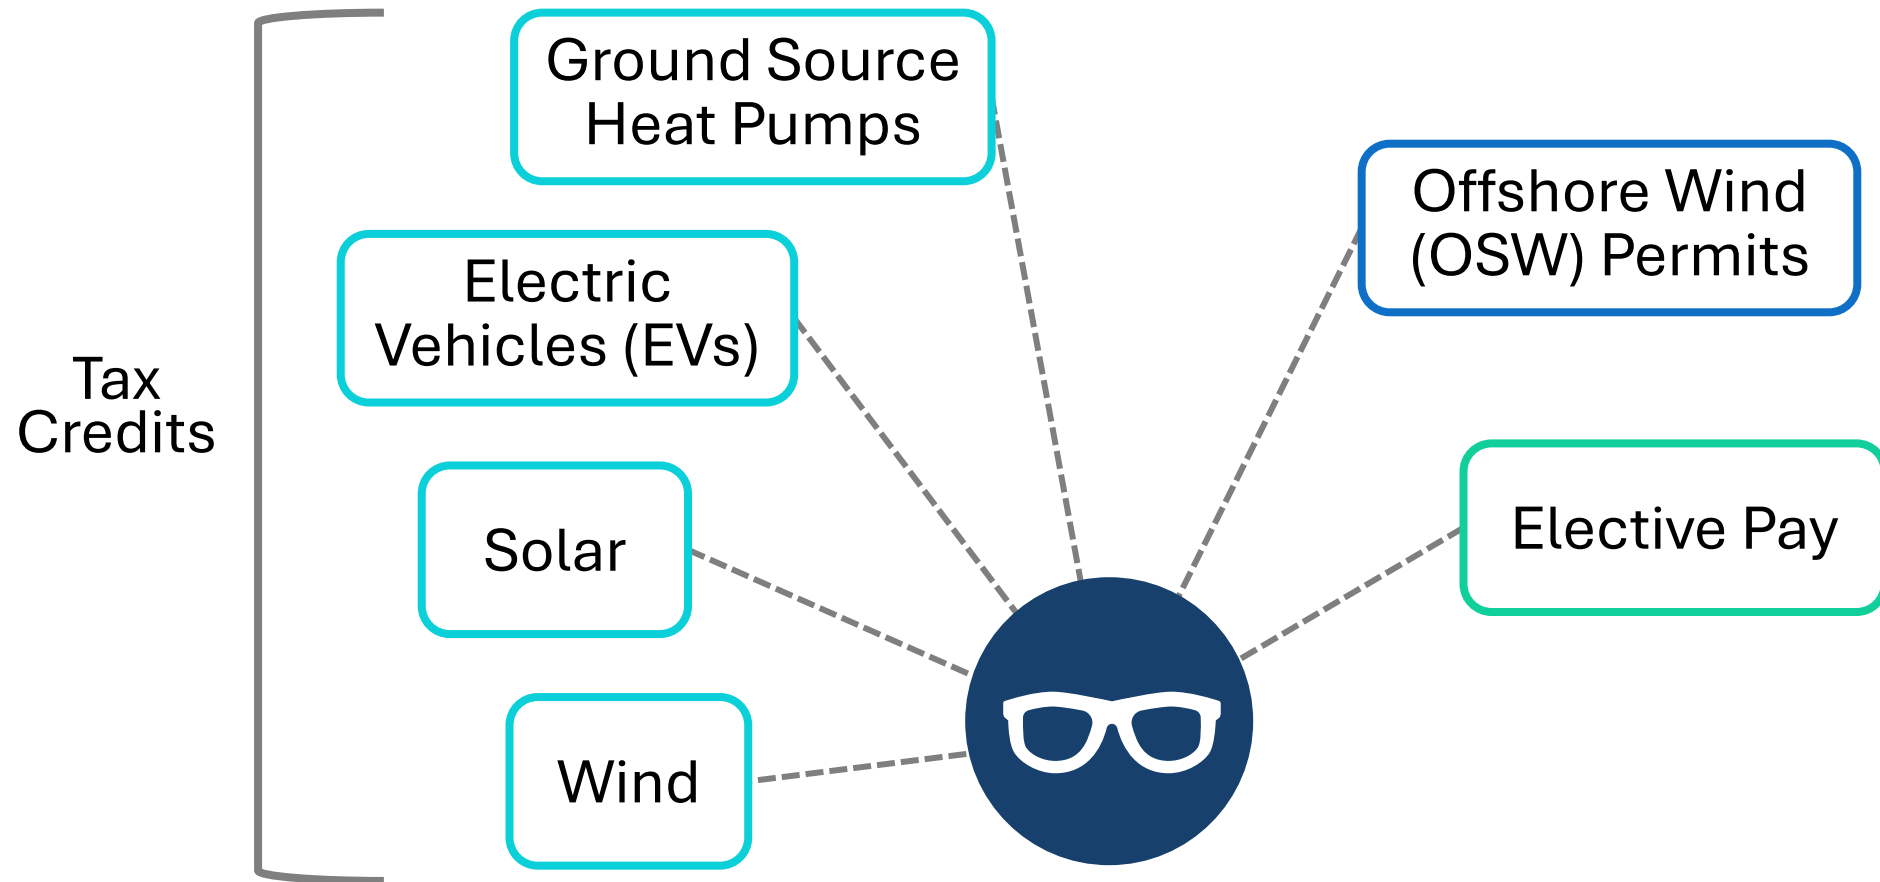 Tax
Credits
Ground Source
Heat Pumps
Electric
Vehicles (EVs)
Solar
Wind
Offshore Wind
(OSW) Permits
Elective Pay